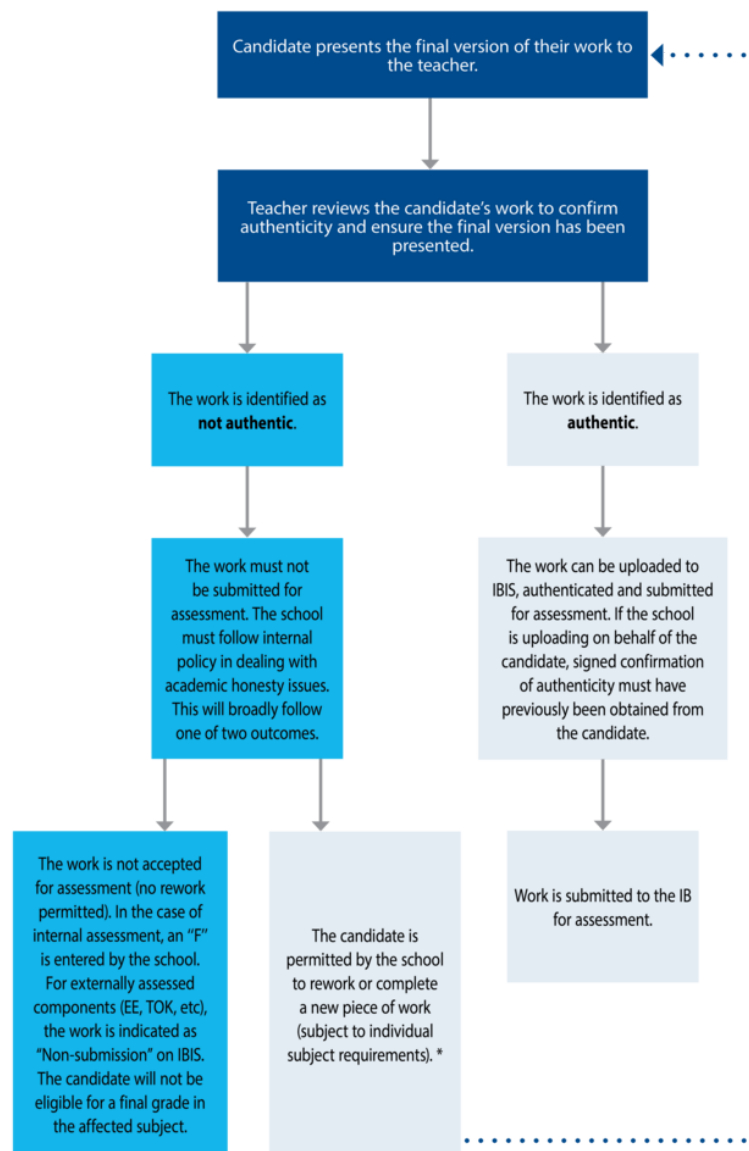 Candidate presents the final version of their work to
the teacher.
Teacher reviews the candidate's work to confirm
authenticity and ensure the final version has been
presented.
The work is identified as
not authentic.
The work is identified as
authentic.
The work must not
be submitted for
assessment. The school
must follow internal
policy in dealing with
academic honesty issues.
This will broadly follow
one of two outcomes.
The work can be uploaded to
IBIS, authenticated and submitted
for assessment. If the school
is uploading on behalf of the
candidate, signed confirmation
of authenticity must have
previously been obtained from
the candidate.
The work is not accepted
for assessment (no rework
permitted). In the case of
internal assessment, an “F”
is entered by the school.
For externally assessed
components (EE, TOK, etc),
the work is indicated as
“Non-submission” on IBIS.
The candidate will not be
eligible for a final grade in
the affected subject.
The candidate is
permitted by the school
to rework or complete
a new piece of work
(subject to individual
subject requirements). *
Work is submitted to the IB
for assessment.